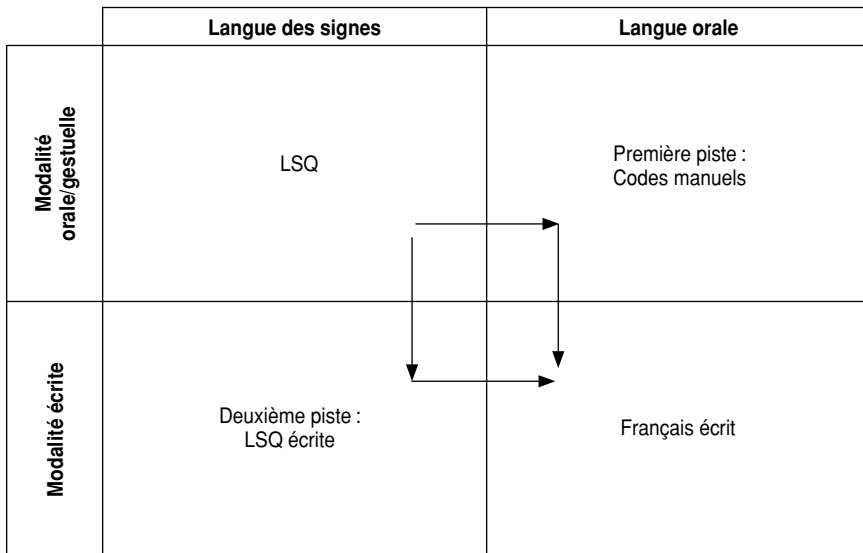 Langue des signes
Langue orale
Modalité
orale/gestuelle
LSQ
Première piste :
Codes manuels
Modalité écrite
Deuxième piste :
LSQ écrite
Français écrit